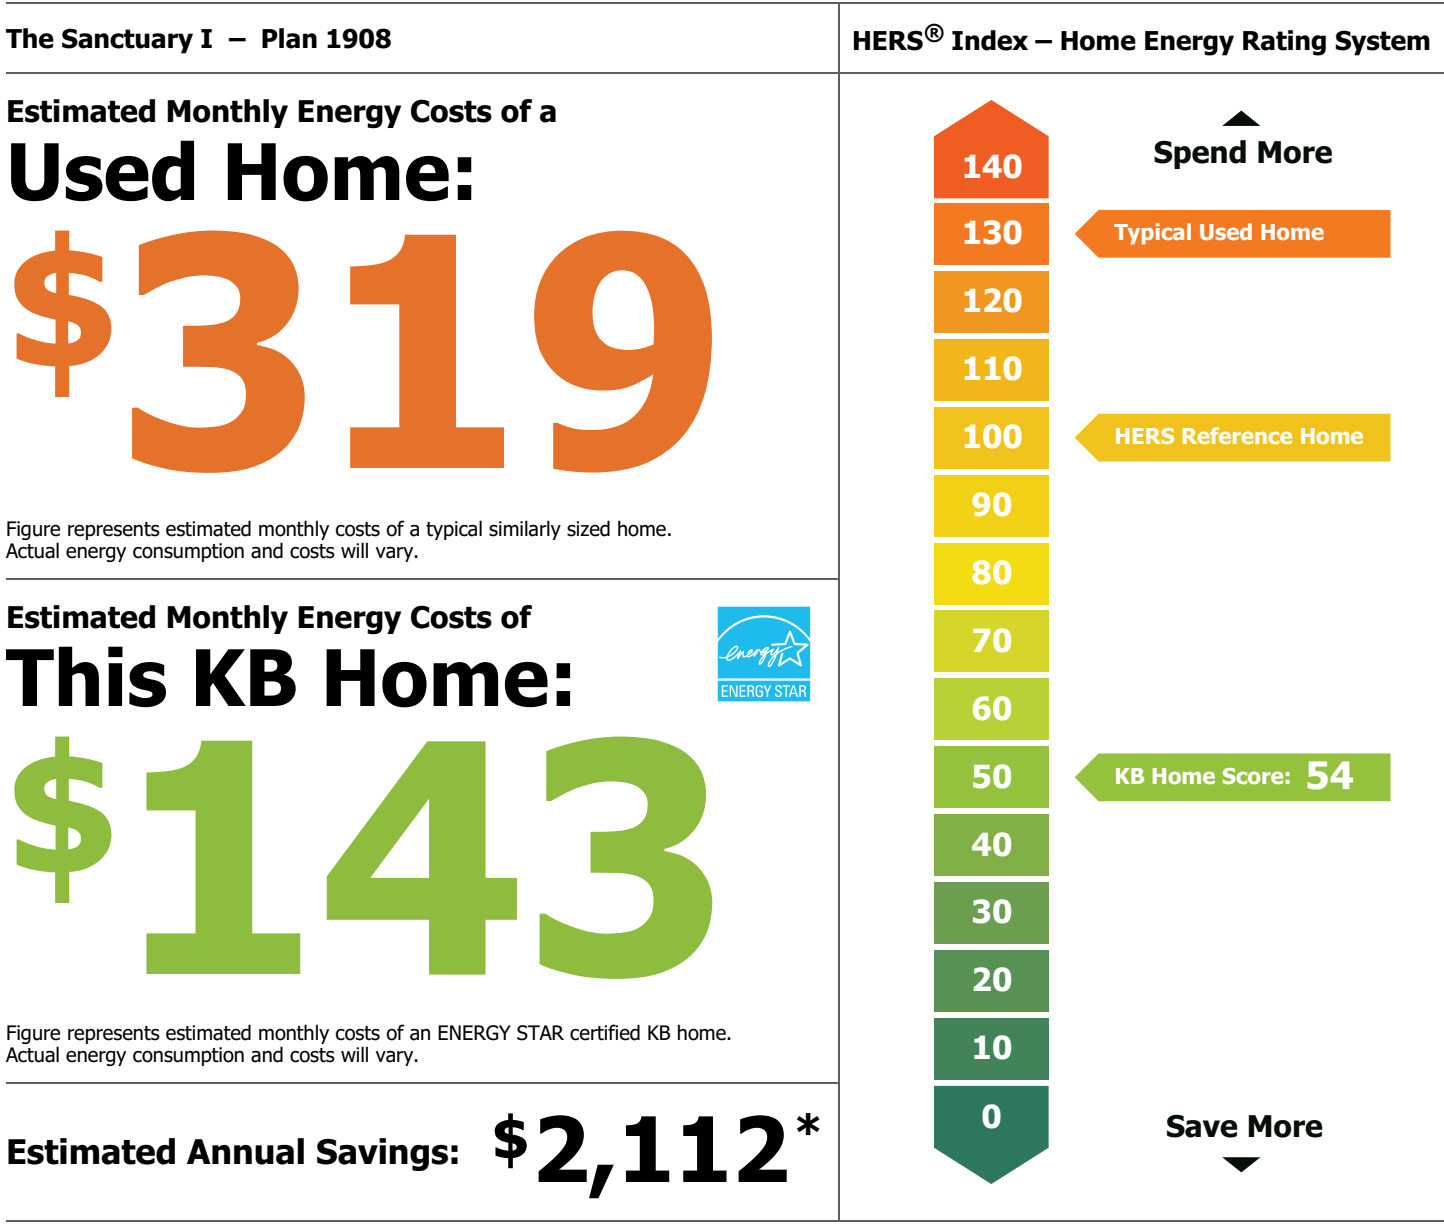 The Sanctuary I – Plan 1908
Estimated Monthly Energy Costs of a
Used Home:
$319
Figure represents estimated monthly costs of a typical similarly sized home.
Actual energy consumption and costs will vary.
Estimated Monthly Energy Costs of
This KB Home:
energy
ENERGY STAR
$143
Figure represents estimated monthly costs of an ENERGY STAR certified KB home.
Actual energy consumption and costs will vary.
Estimated Annual Savings: $2,112*
HERS® Index – Home Energy Rating System
Spend More
140
130 Typical Used Home
120
110
100 HERS Reference Home
90
80
70
60
50 KB Home Score: 54
40
30
20
10
0
Save More